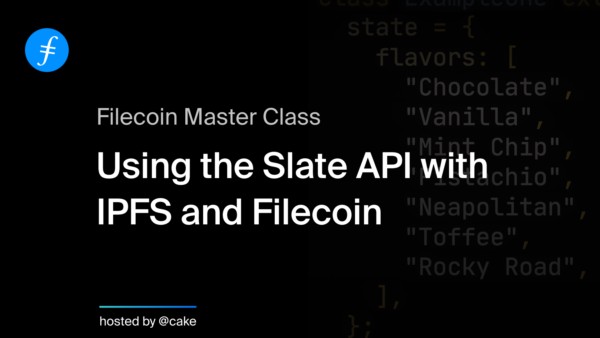 class ExampleOne ext
state = {
flavors: [
"Chocolate",
"Vanilla",
"Mint Chip",
"Pistachio",
"Neapolitan",
"Toffee",
"Rocky Road",
],
};
Filecoin Master Class
Using the Slate API with
IPFS and Filecoin
hosted by @cake